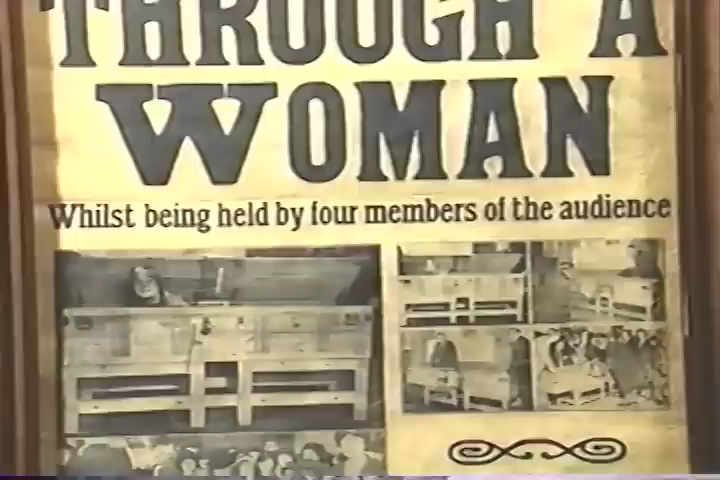 THROUGH A
WOMAN
Whilst being held by four members of the audience